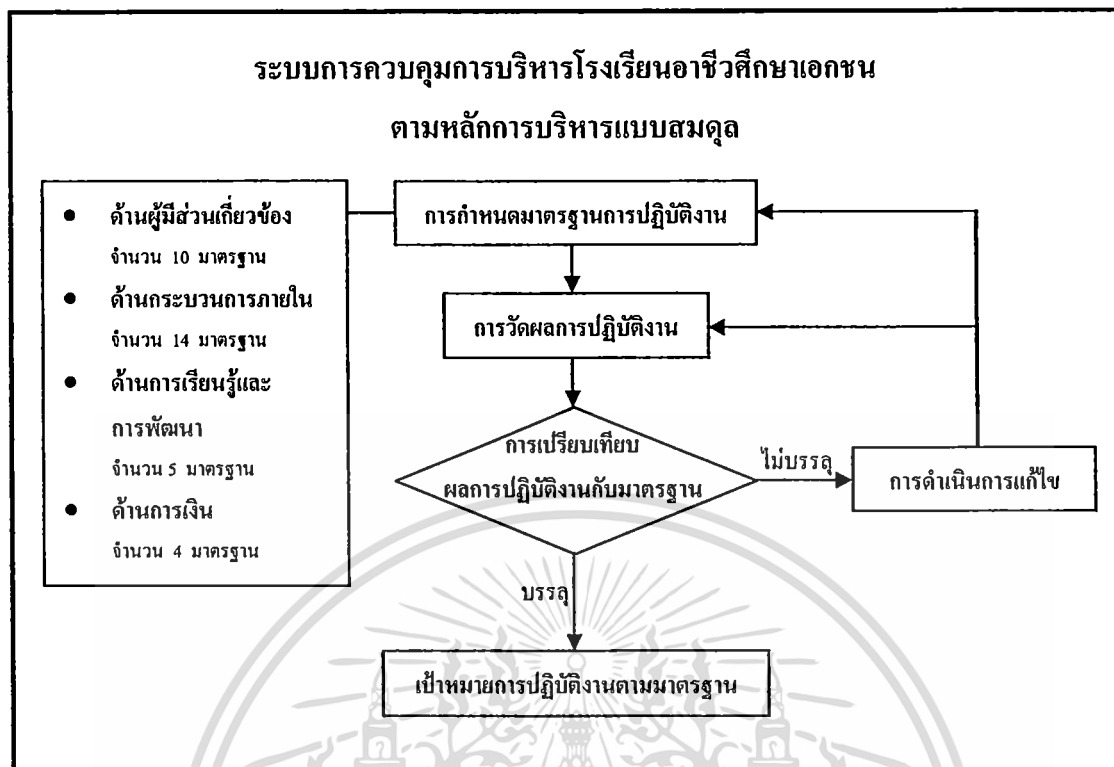 ระบบการควบคุมการบริหารโรงเรียนอาชีวศึกษาเอกชน
ตามหลักการบริหารแบบสมดุล
● ด้านผู้มีส่วนเกี่ยวข้อง
จำนวน 10 มาตรฐาน
● ด้านกระบวนการภายใน
จำนวน 14 มาตรฐาน
● ด้านการเรียนรู้และ
การพัฒนา
จำนวน 5 มาตรฐาน
● ด้านการเงิน
จำนวน 4 มาตรฐาน
การกำหนดมาตรฐานการปฏิบัติงาน
การวัดผลการปฏิบัติงาน
การเปรียบเทียบ
ผลการปฏิบัติงานกับมาตรฐาน
ไม่บรรลุ
การดำเนินการแก้ไข
บรรลุ
เป้าหมายการปฏิบัติงานตามมาตรฐาน